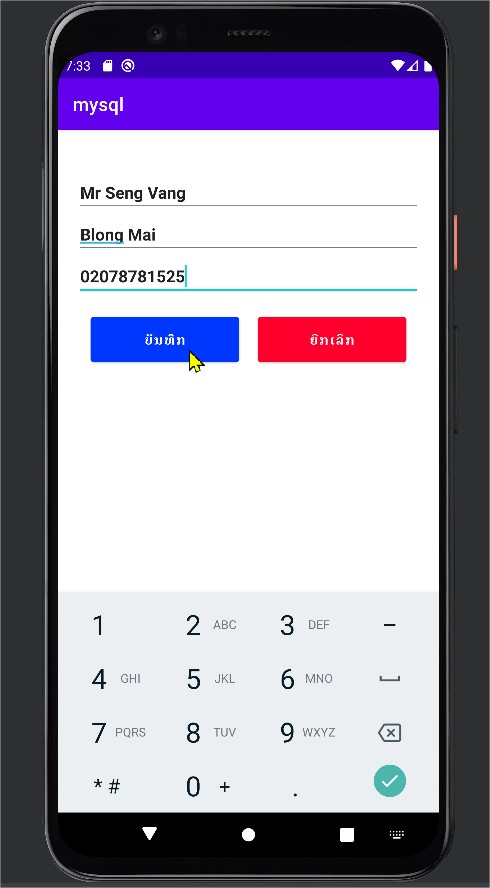 7:33
mysql
Mr Seng Vang
Blong Mai
02078781525
ບັນທຶກ ຍົກເລີກ
1 2 ABC 3 DEF –
4 GHI 5 JKL 6 MNO
7 PQRS 8 TUV 9 WXYZ
* # 0 + .